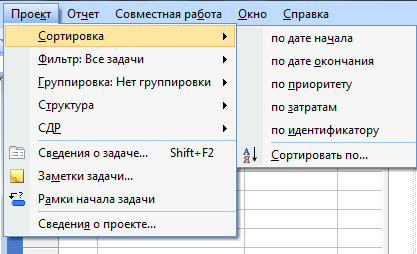 Проект Отчет Совместная работа Окно Справка
Сортировка
Фильтр: Все задачи
Группировка: Нет группировки
Структура
СДР
Сведения о задаче... Shift+F2
Заметки задачи...
Рамки начала задачи
Сведения о проекте...
по дате начала
по дате окончания
по приоритету
по затратам
по идентификатору
Сортировать по...